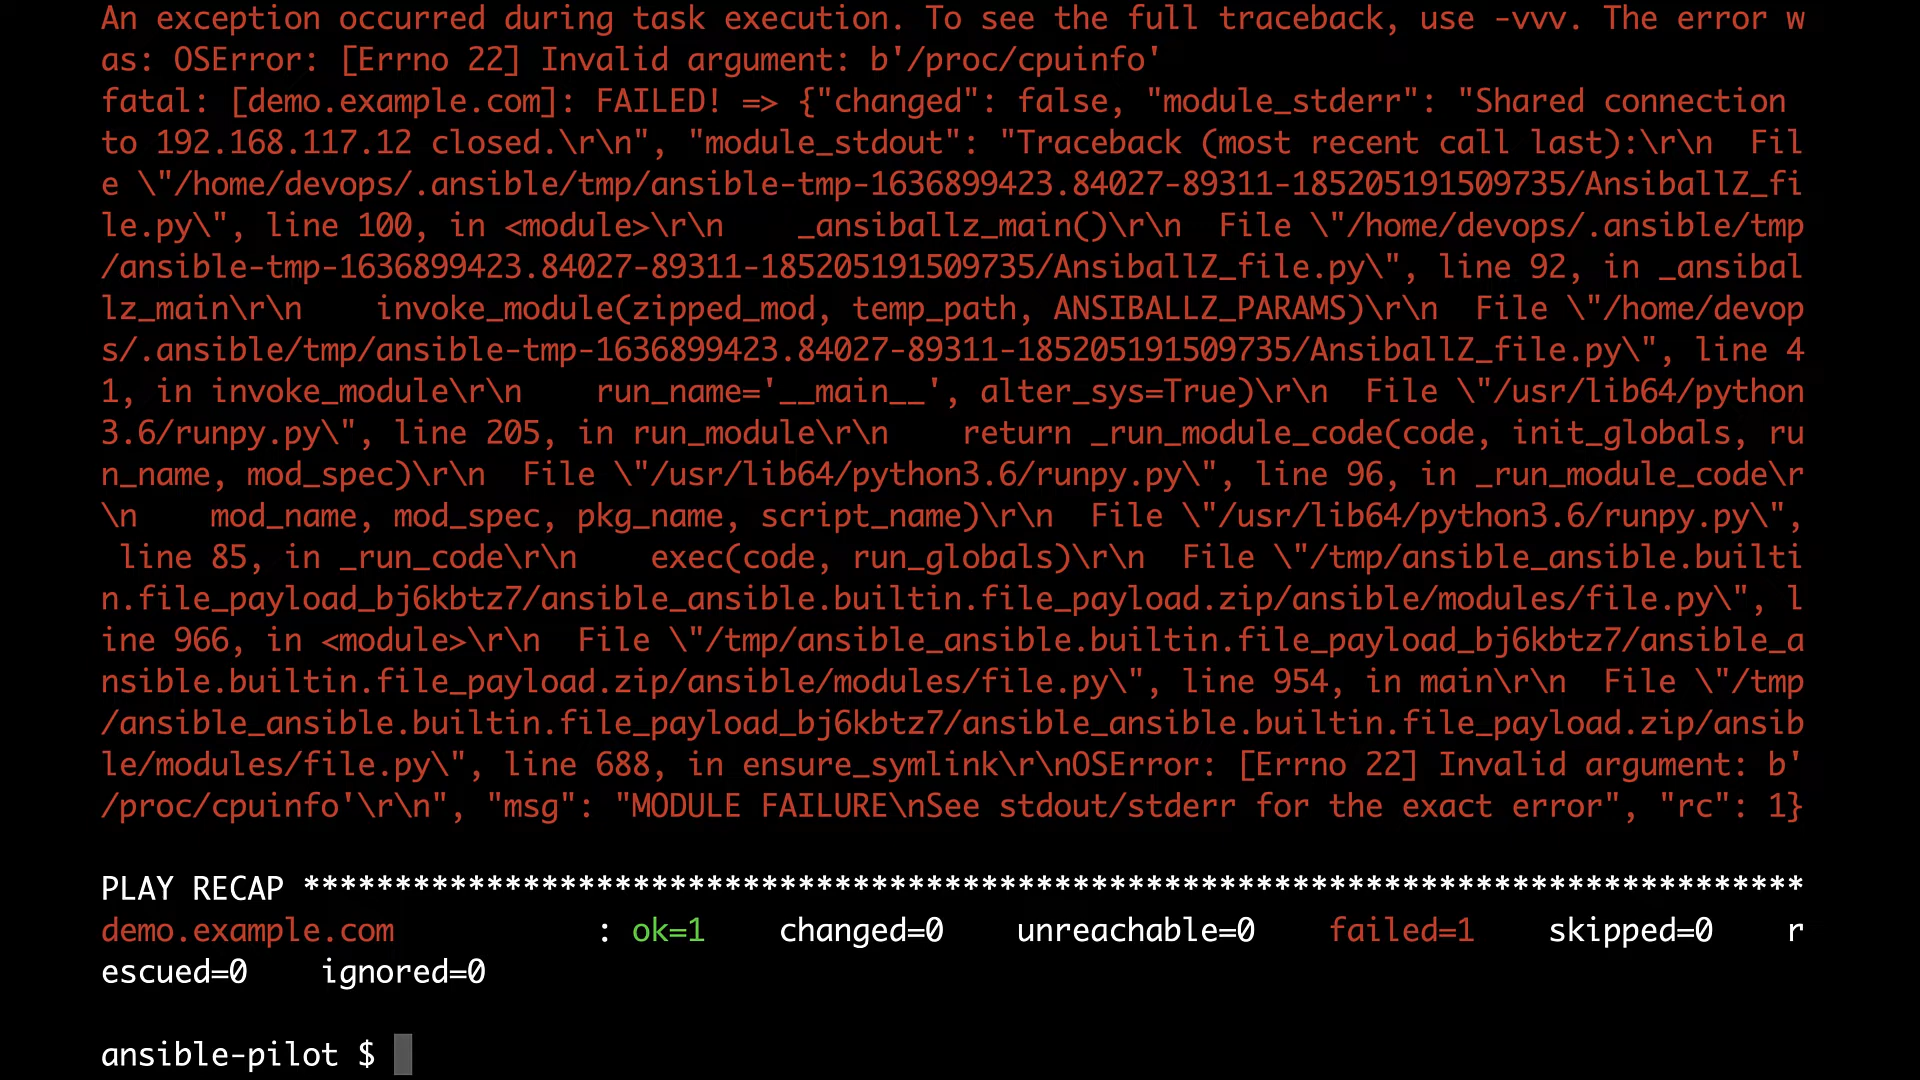 An exception occurred during task execution. To see the full traceback, use -vvv. The error w
as: OSError: [Errno 22] Invalid argument: b'/proc/cpuinfo'
fatal: [demo.example.com]: FAILED! => {"changed": false, "module_stderr": "Shared connection
to 192.168.117.12 closed.\r\n", "module_stdout": "Traceback (most recent call last):\r\n  Fil
e \"/home/devops/.ansible/tmp/ansible-tmp-1636899423.84027-89311-185205191509735/AnsiballZ_fi
le.py\", line 100, in <module>\r\n    _ansiballz_main()\r\n  File \"/home/devops/.ansible/tmp
/ansible-tmp-1636899423.84027-89311-185205191509735/AnsiballZ_file.py\", line 92, in _ansibal
lz_main\r\n    invoke_module(zipped_mod, temp_path, ANSIBALLZ_PARAMS)\r\n  File \"/home/devop
s/.ansible/tmp/ansible-tmp-1636899423.84027-89311-185205191509735/AnsiballZ_file.py\", line 4
1, in invoke_module\r\n    run_name='__main__', alter_sys=True)\r\n  File \"/usr/lib64/python
3.6/runpy.py\", line 205, in run_module\r\n    return _run_module_code(code, init_globals, ru
n_name, mod_spec)\r\n  File \"/usr/lib64/python3.6/runpy.py\", line 96, in _run_module_code\r
\n    mod_name, mod_spec, pkg_name, script_name)\r\n  File \"/usr/lib64/python3.6/runpy.py\",
 line 85, in _run_code\r\n    exec(code, run_globals)\r\n  File \"/tmp/ansible_ansible.builti
n.file_payload_bj6kbtz7/ansible_ansible.builtin.file_payload.zip/ansible/modules/file.py\", l
ine 966, in <module>\r\n  File \"/tmp/ansible_ansible.builtin.file_payload_bj6kbtz7/ansible_a
nsible.builtin.file_payload.zip/ansible/modules/file.py\", line 954, in main\r\n  File \"/tmp
/ansible_ansible.builtin.file_payload_bj6kbtz7/ansible_ansible.builtin.file_payload.zip/ansib
le/modules/file.py\", line 688, in ensure_symlink\r\nOSError: [Errno 22] Invalid argument: b'
/proc/cpuinfo'\r\n", "msg": "MODULE FAILURE\nSee stdout/stderr for the exact error", "rc": 1}
PLAY RECAP **********************************************************************************
demo.example.com           : ok=1    changed=0    unreachable=0    failed=1    skipped=0    r
escued=0    ignored=0
ansible-pilot $